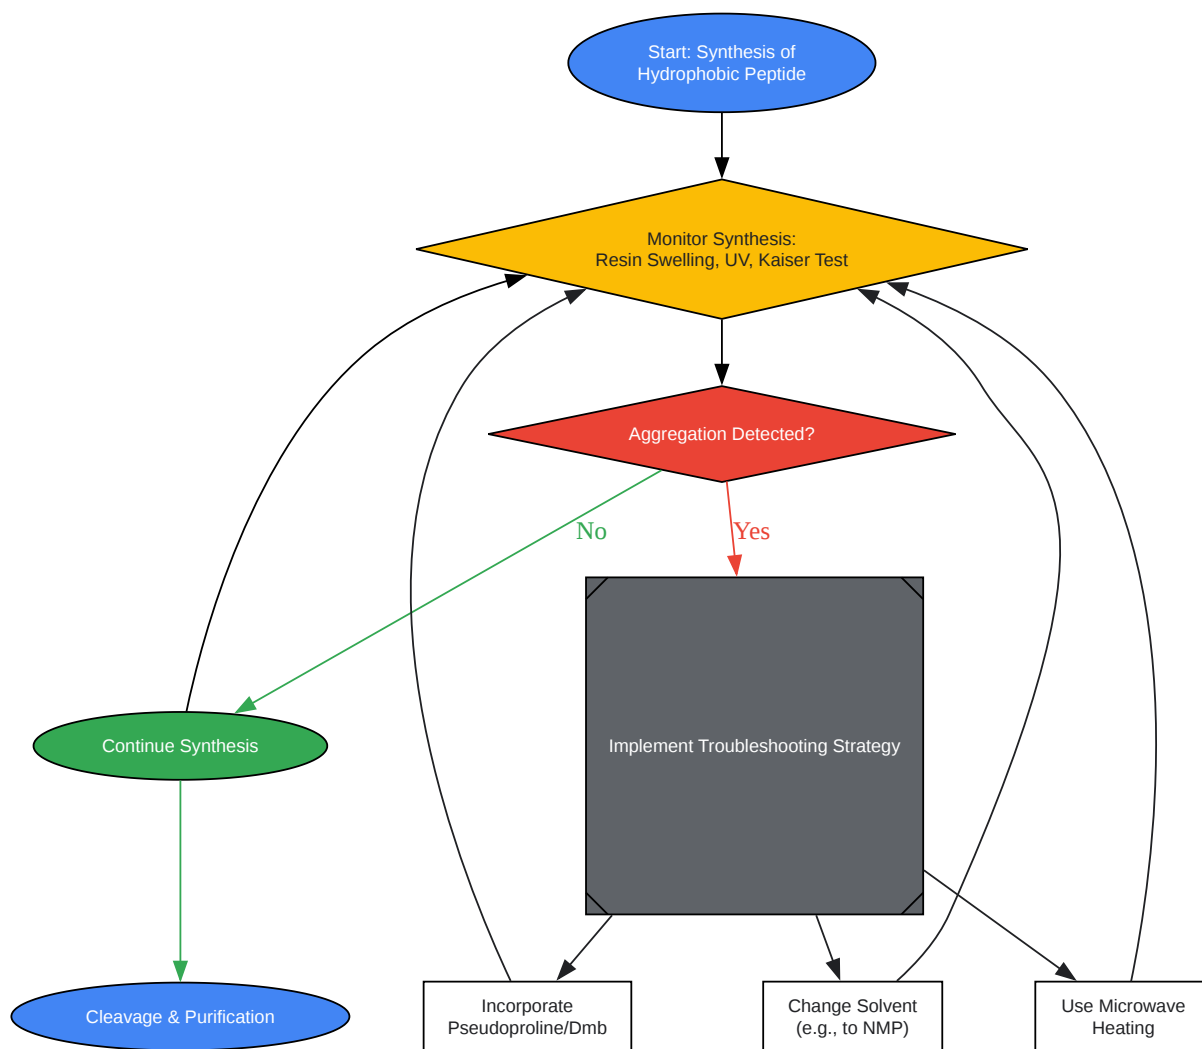 Start: Synthesis of
Hydrophobic Peptide
Monitor Synthesis:
Resin Swelling, UV, Kaiser Test
Aggregation Detected?
No
Yes
Implement Troubleshooting Strategy
Continue Synthesis
Cleavage & Purification
Incorporate
Pseudoproline/Dmb
Change Solvent
(e.g., to NMP)
Use Microwave
Heating